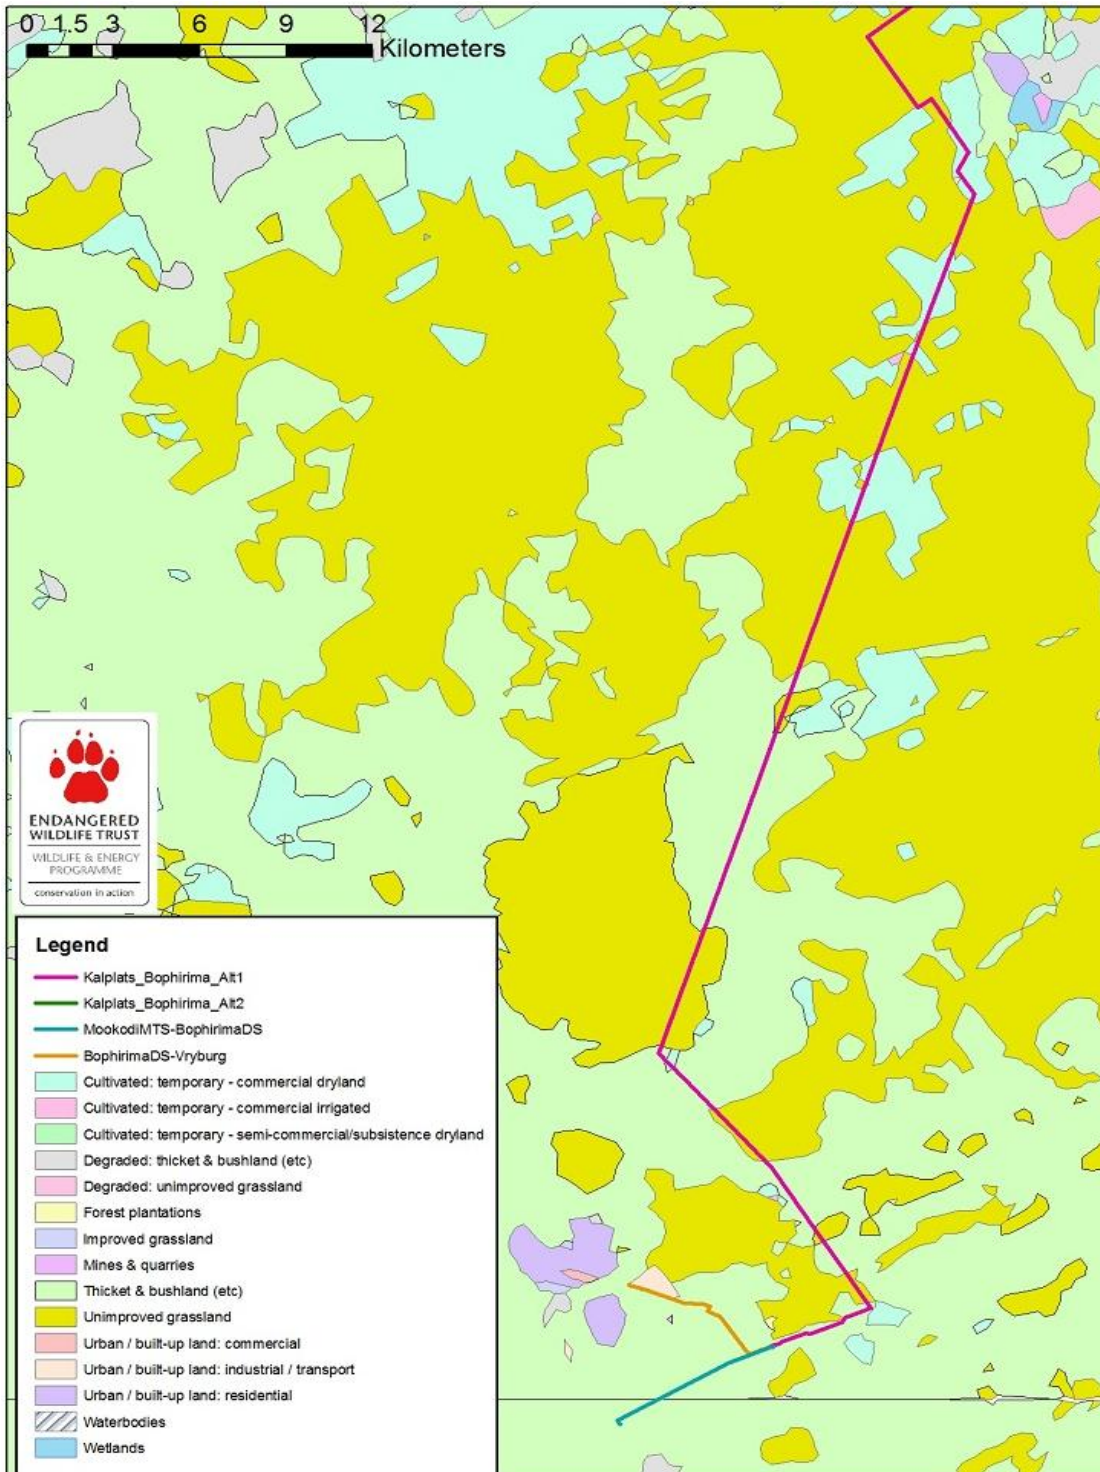 0 1.5 3 6 9 12
Kilometers
ENDANGERED
WILDLIFE TRUST
WILDLIFE & ENERGY
PROGRAMME
conservation in action
Legend
Kalplats_Bophirima_Alt1
Kalplats_Bophirima_Alt2
MookodiMTS-BophirimaDS
BophirimaDS-Vryburg
Cultivated: temporary - commercial dryland
Cultivated: temporary - commercial irrigated
Cultivated: temporary - semi-commercial/subsistence dryland
Degraded: thicket & bushland (etc)
Degraded: unimproved grassland
Forest plantations
Improved grassland
Mines & quarries
Thicket & bushland (etc)
Unimproved grassland
Urban / built-up land: commercial
Urban / built-up land: industrial / transport
Urban / built-up land: residential
Waterbodies
Wetlands